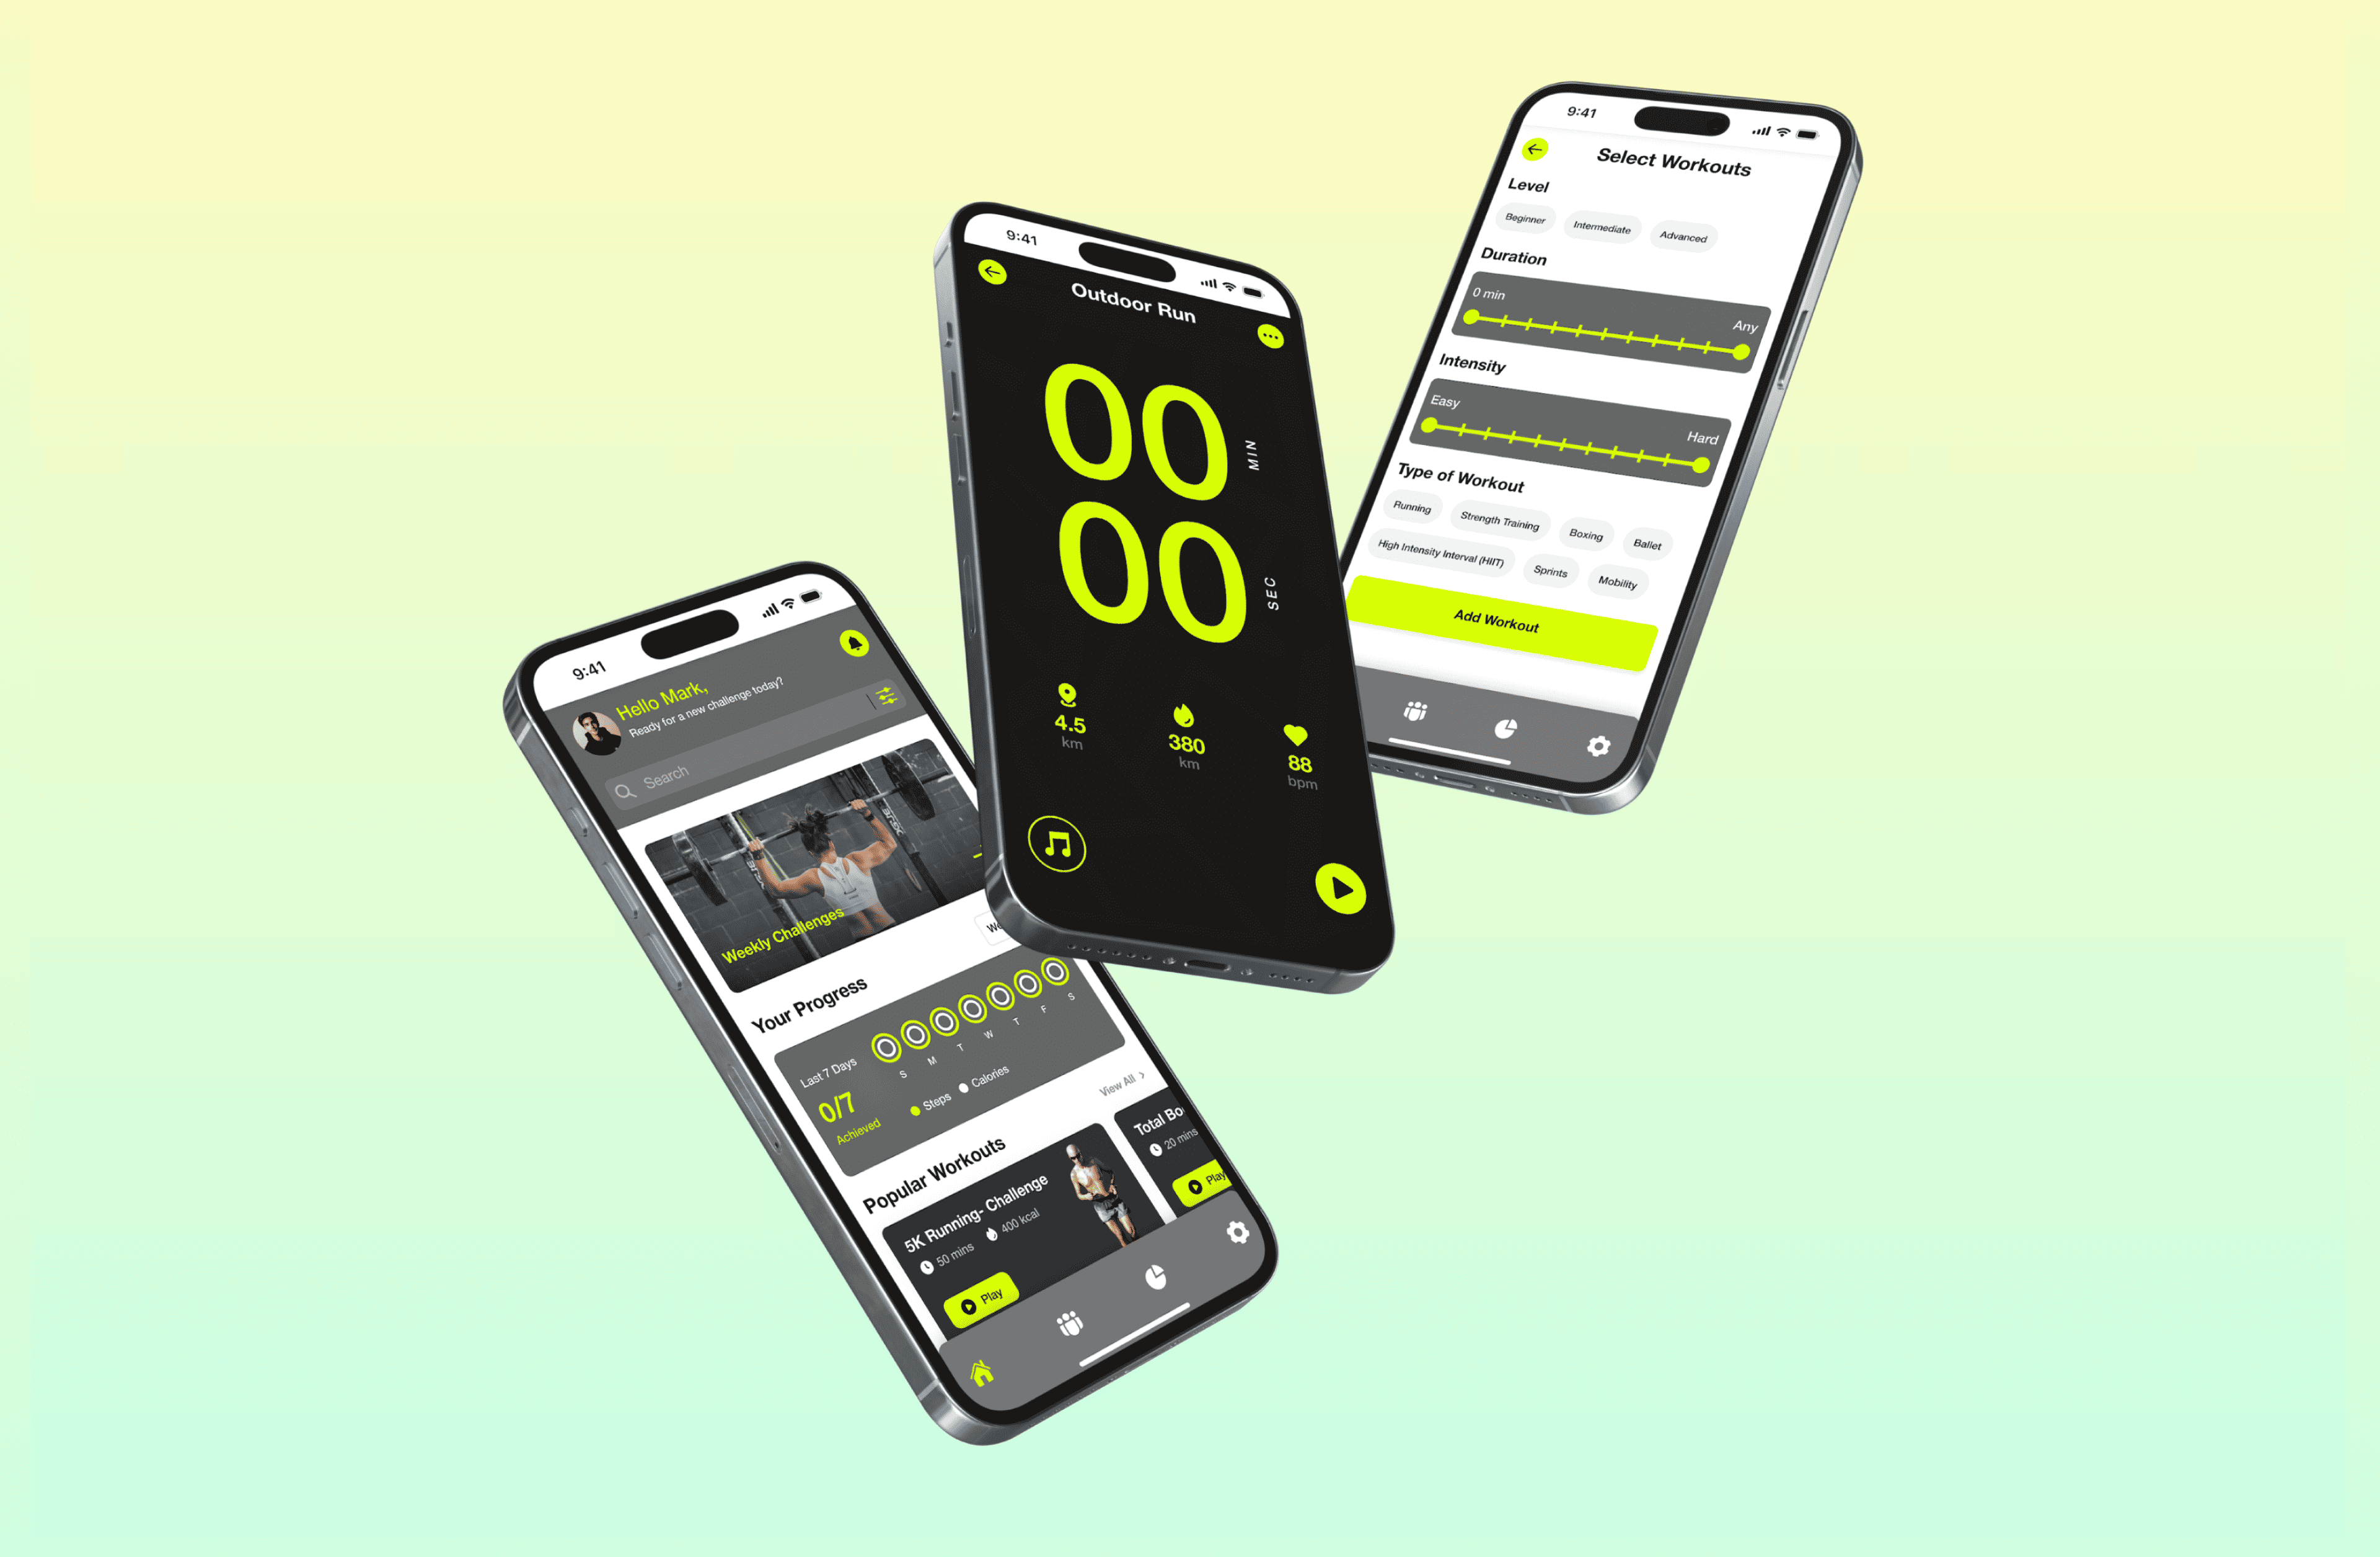 9:41
Hello Mark,
Ready for a new challenge today?
Search
Weekly Challenges
Your Progress
Last 7 Days
0/7
Achieved
S M T W T F S
Steps Calories
Popular Workouts
View All
5K Running- Challenge
50 mins 400 kcal
Play
Total Bo
20 mins
Play
9:41
Outdoor Run
00
MIN
00
SEC
4.5
km
380
km
88
bpm
9:41
Select Workouts
Level
Beginner Intermediate Advanced
Duration
0 min Any
Intensity
Easy Hard
Type of Workout
Running Strength Training Boxing Ballet
High Intensity Interval (HIIT) Sprints Mobility
Add Workout